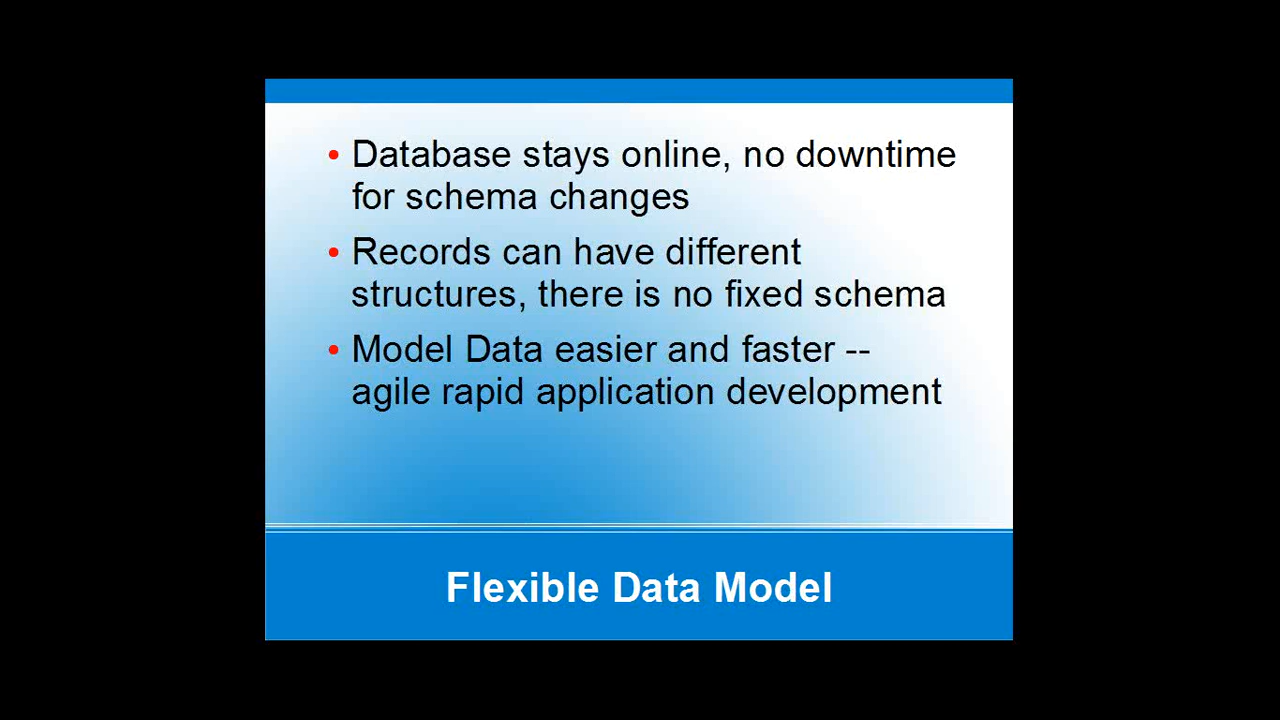 • Database stays online, no downtime
for schema changes
• Records can have different
structures, there is no fixed schema
• Model Data easier and faster --
agile rapid application development
Flexible Data Model